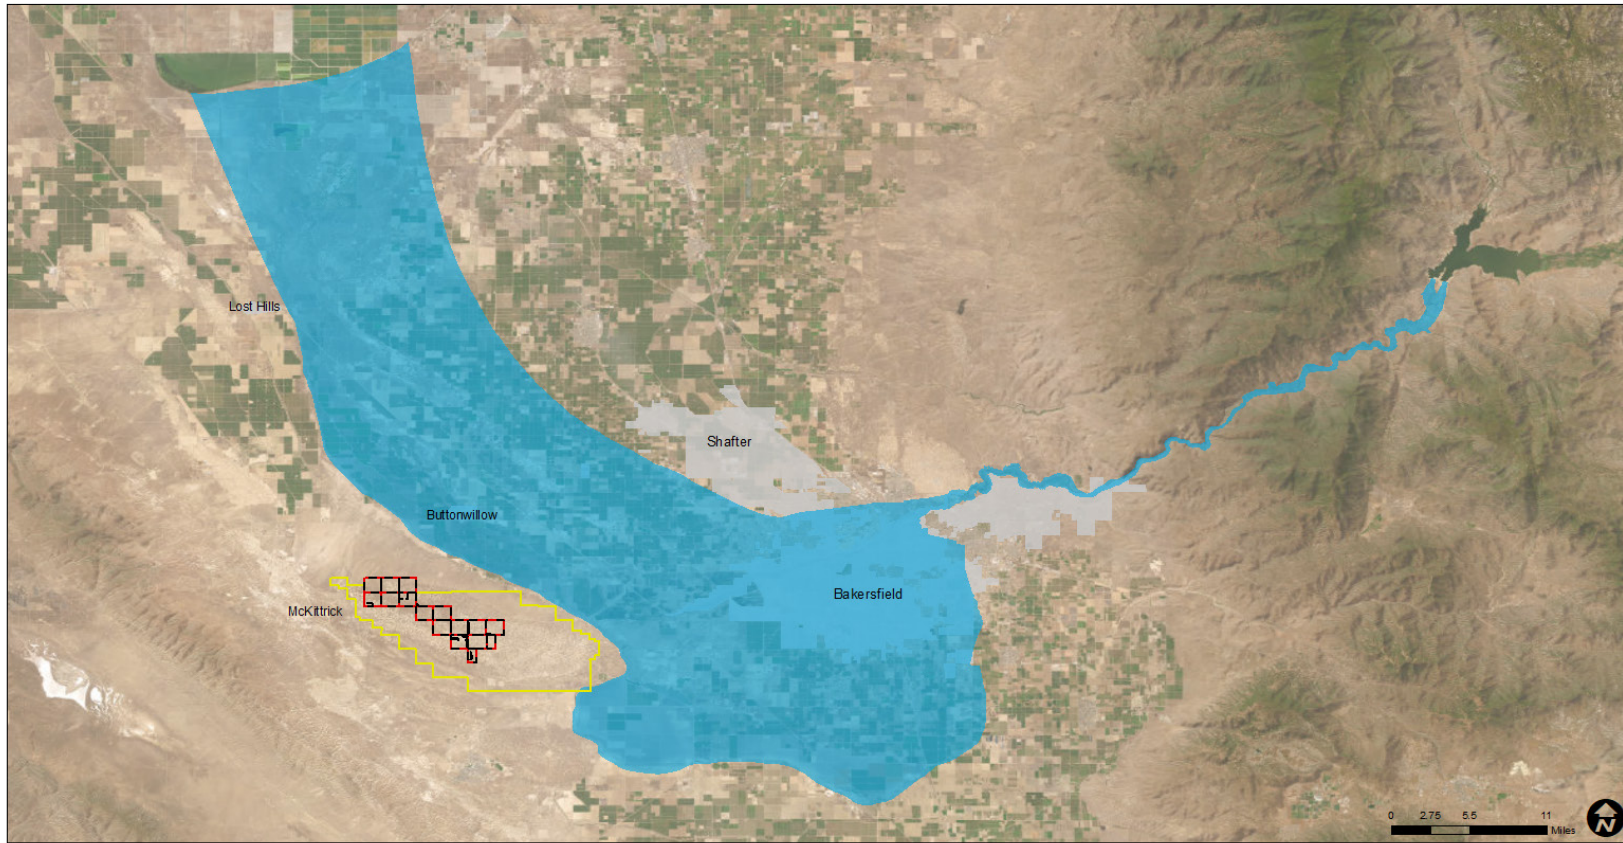 Lost Hills
Shafter
Buttonwillow
Bakersfield
McKittrick
0 2.75 5.5 11
Miles
N